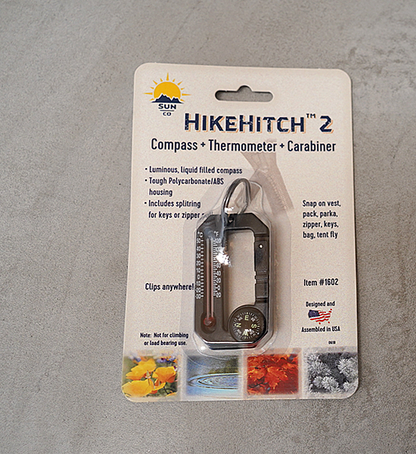 SUN
CO
HIKEHITCH™ 2
Compass + Thermometer + Carabiner
• Luminous, liquid filled compass
• Tough Polycarbonate/ABS
housing
• Includes splitring
for keys or zipper
Snap on vest,
pack, parka,
zipper, keys,
bag, tent fly
Clips anywhere!
Item #1602
Designed and
Assembled in USA
Note: Not for climbing
or load bearing use.